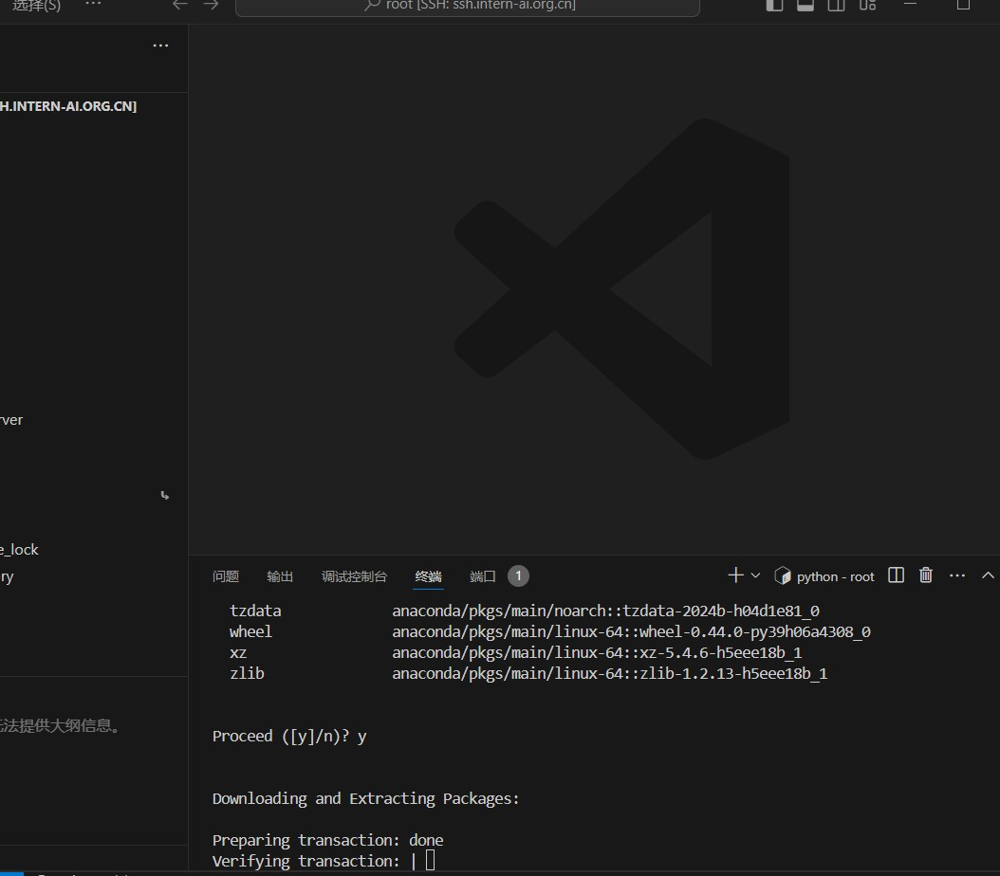 选择(S) ···
root [SSH: ssh.intern-ai.org.cn]
H.INTERN-AI.ORG.CN]
rver
e_lock
ry
法提供大纲信息。
问题 输出 调试控制台 终端 端口 1
python - root
tzdata anaconda/pkgs/main/noarch::tzdata-2024b-h04d1e81_0
wheel anaconda/pkgs/main/linux-64::wheel-0.44.0-py39h06a4308_0
xz anaconda/pkgs/main/linux-64::xz-5.4.6-h5eee18b_1
zlib anaconda/pkgs/main/linux-64::zlib-1.2.13-h5eee18b_1
Proceed ([y]/n)? y
Downloading and Extracting Packages:
Preparing transaction: done
Verifying transaction: |